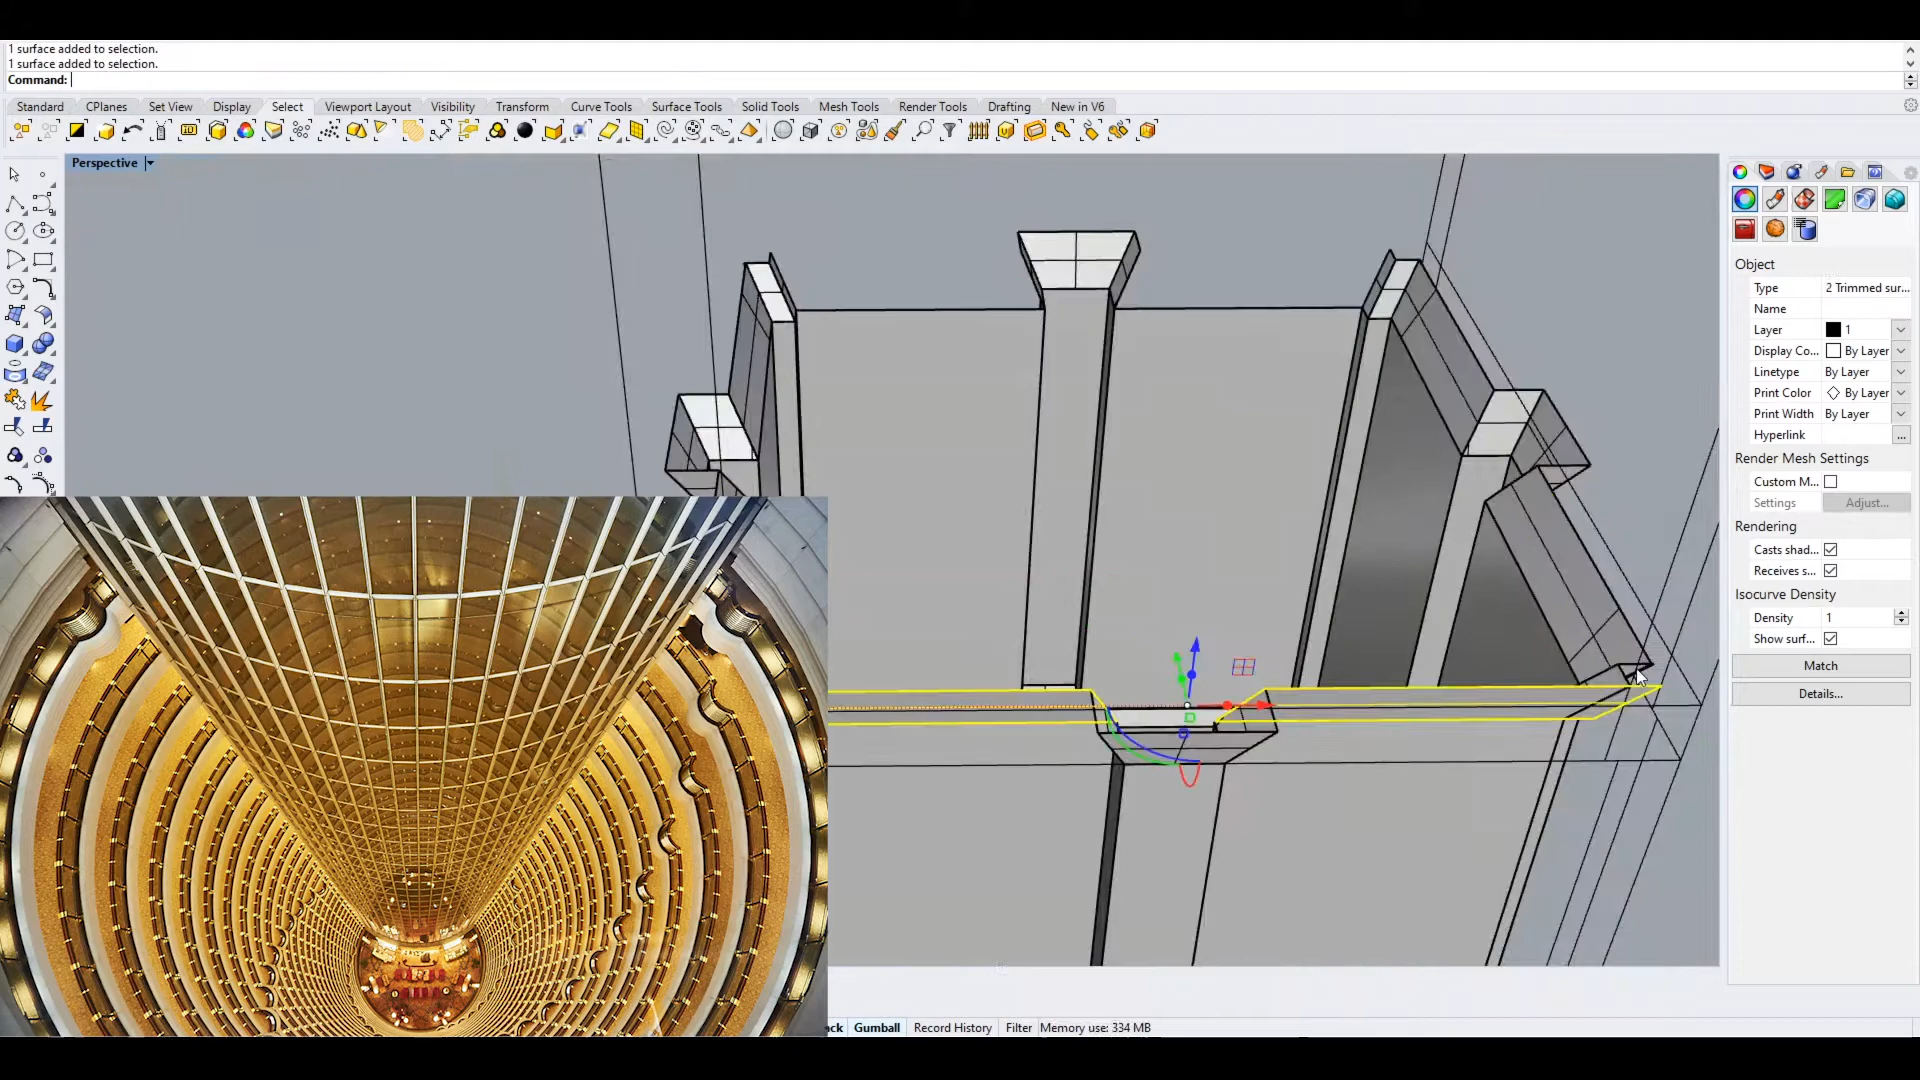 1 surface added to selection.
1 surface added to selection.
Command:
Standard CPlanes Set View Display Select Viewport Layout Visibility Transform Curve Tools Surface Tools Solid Tools Mesh Tools Render Tools Drafting New in V6
Perspective
Object
Type 2 Trimmed sur...
Name
Layer 1
Display Co... By Layer
Linetype By Layer
Print Color By Layer
Print Width By Layer
Hyperlink ...
Render Mesh Settings
Custom M...
Settings Adjust...
Rendering
Casts shad...
Receives s...
Isocurve Density
Density 1
Show surf...
Match
Details...
Gumball Record History Filter Memory use: 334 MB